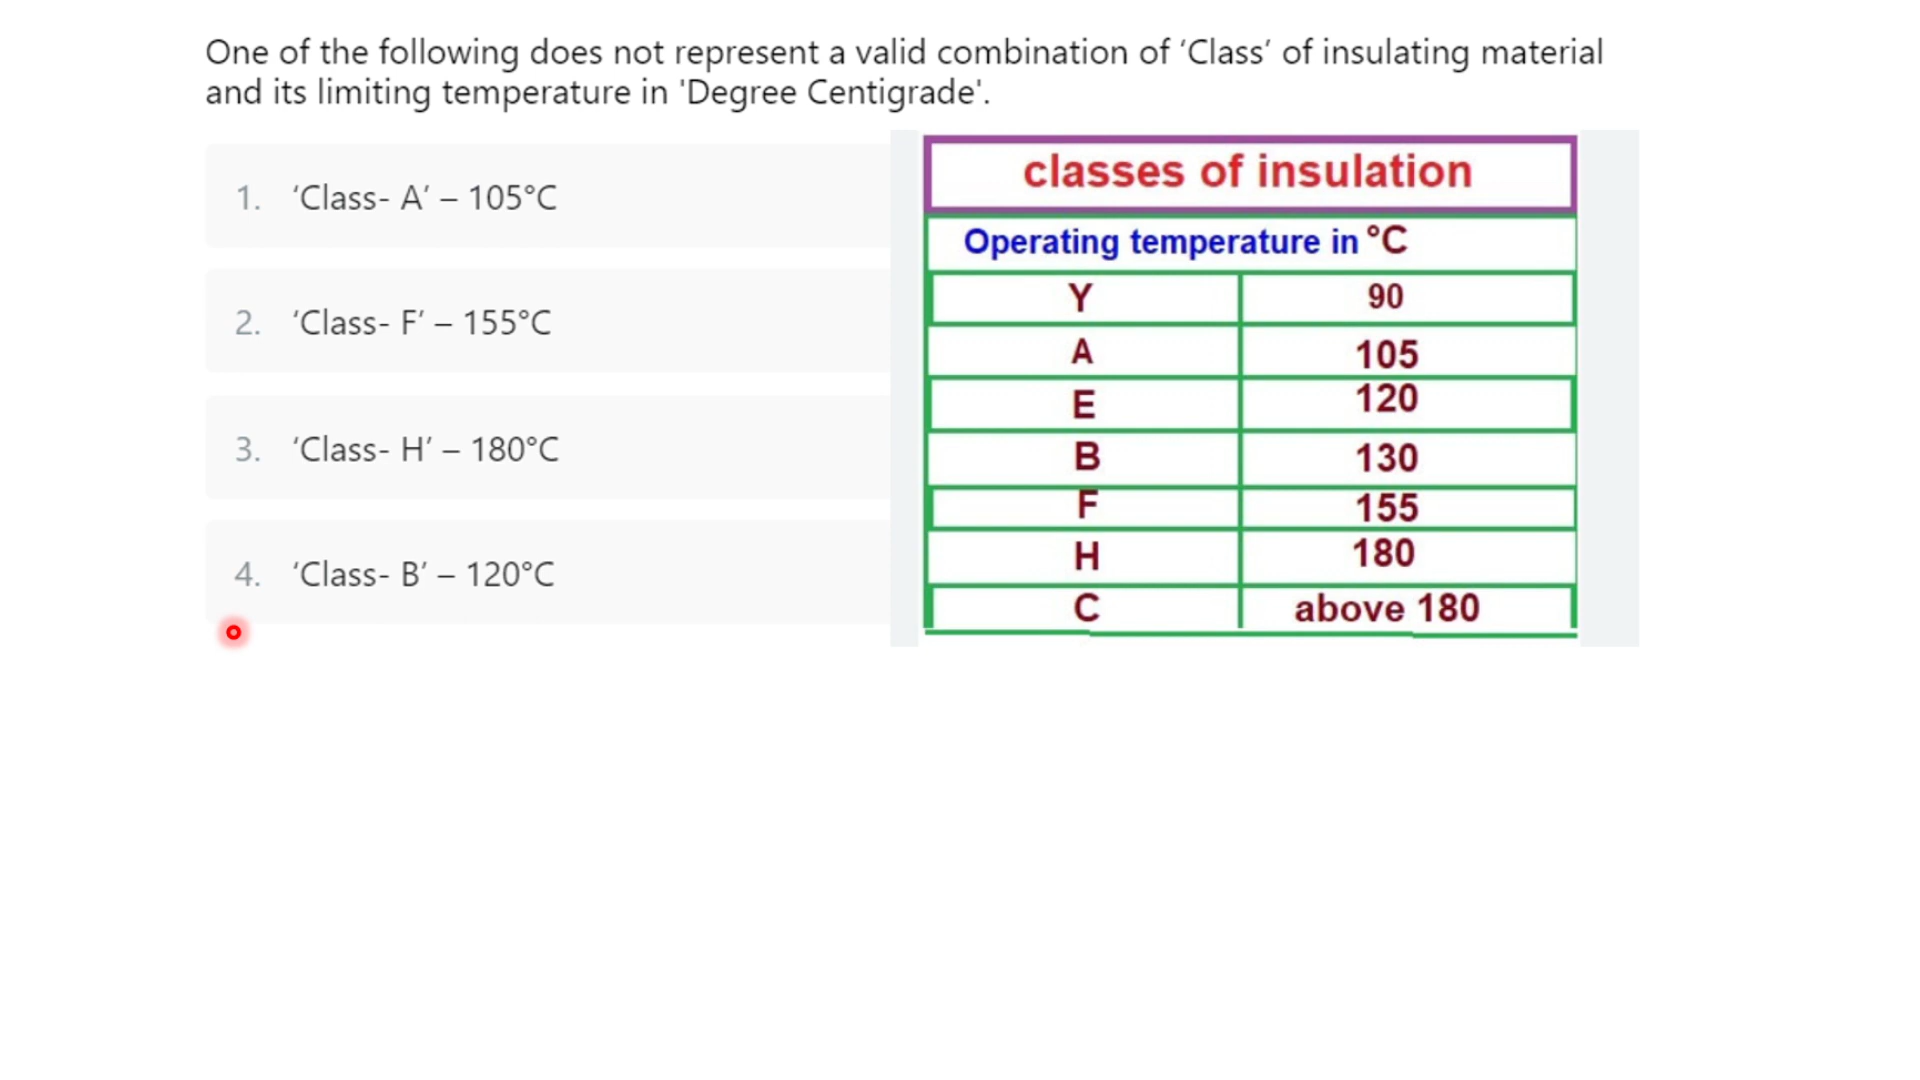 One of the following does not represent a valid combination of ‘Class’ of insulating material
and its limiting temperature in 'Degree Centigrade'.
1. ‘Class- A’ – 105°C
2. ‘Class- F’ – 155°C
3. ‘Class- H’ – 180°C
4. ‘Class- B’ – 120°C
classes of insulation
Operating temperature in °C
Y 90
A 105
E 120
B 130
F 155
H 180
C above 180